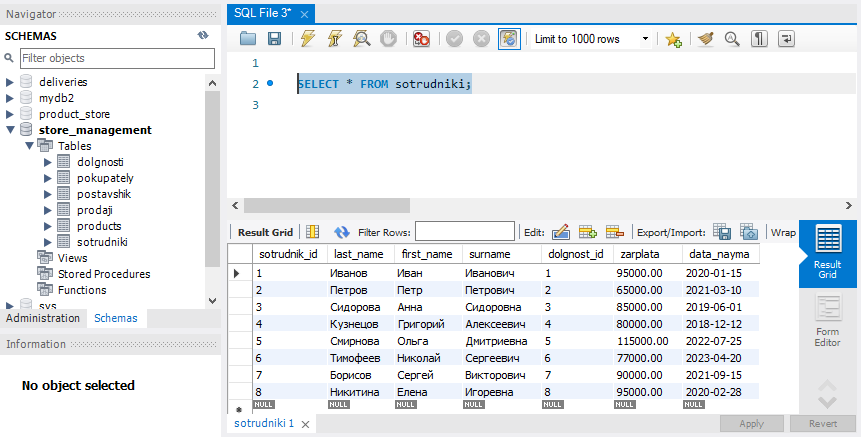 Navigator
SCHEMAS
Filter objects
deliveries
mydb2
product_store
store_management
Tables
dolgnosti
pokupately
postavshik
prodaji
products
sotrudniki
Views
Stored Procedures
Functions
sys
Administration Schemas
Information
No object selected
SQL File 3*
Limit to 1000 rows
1
2 SELECT * FROM sotrudniki;
3
Result Grid Filter Rows: Edit: Export/Import: Wrap
sotrudnik_id last_name first_name surname dolgnost_id zarplata data_nayma
1 Иванов Иван Иванович 1 95000.00 2020-01-15
2 Петров Петр Петрович 2 65000.00 2021-03-10
3 Сидорова Анна Сидоровна 3 85000.00 2019-06-01
4 Кузнецов Григорий Алексеевич 4 80000.00 2018-12-12
5 Смирнова Ольга Дмитриевна 5 115000.00 2022-07-25
6 Тимофеев Николай Сергеевич 6 77000.00 2023-04-20
7 Борисов Сергей Викторович 7 90000.00 2021-09-15
8 Никитина Елена Игоревна 8 95000.00 2020-02-28
NULL NULL NULL NULL NULL NULL NULL
Result
Grid
Form
Editor
sotrudniki 1
Apply Revert